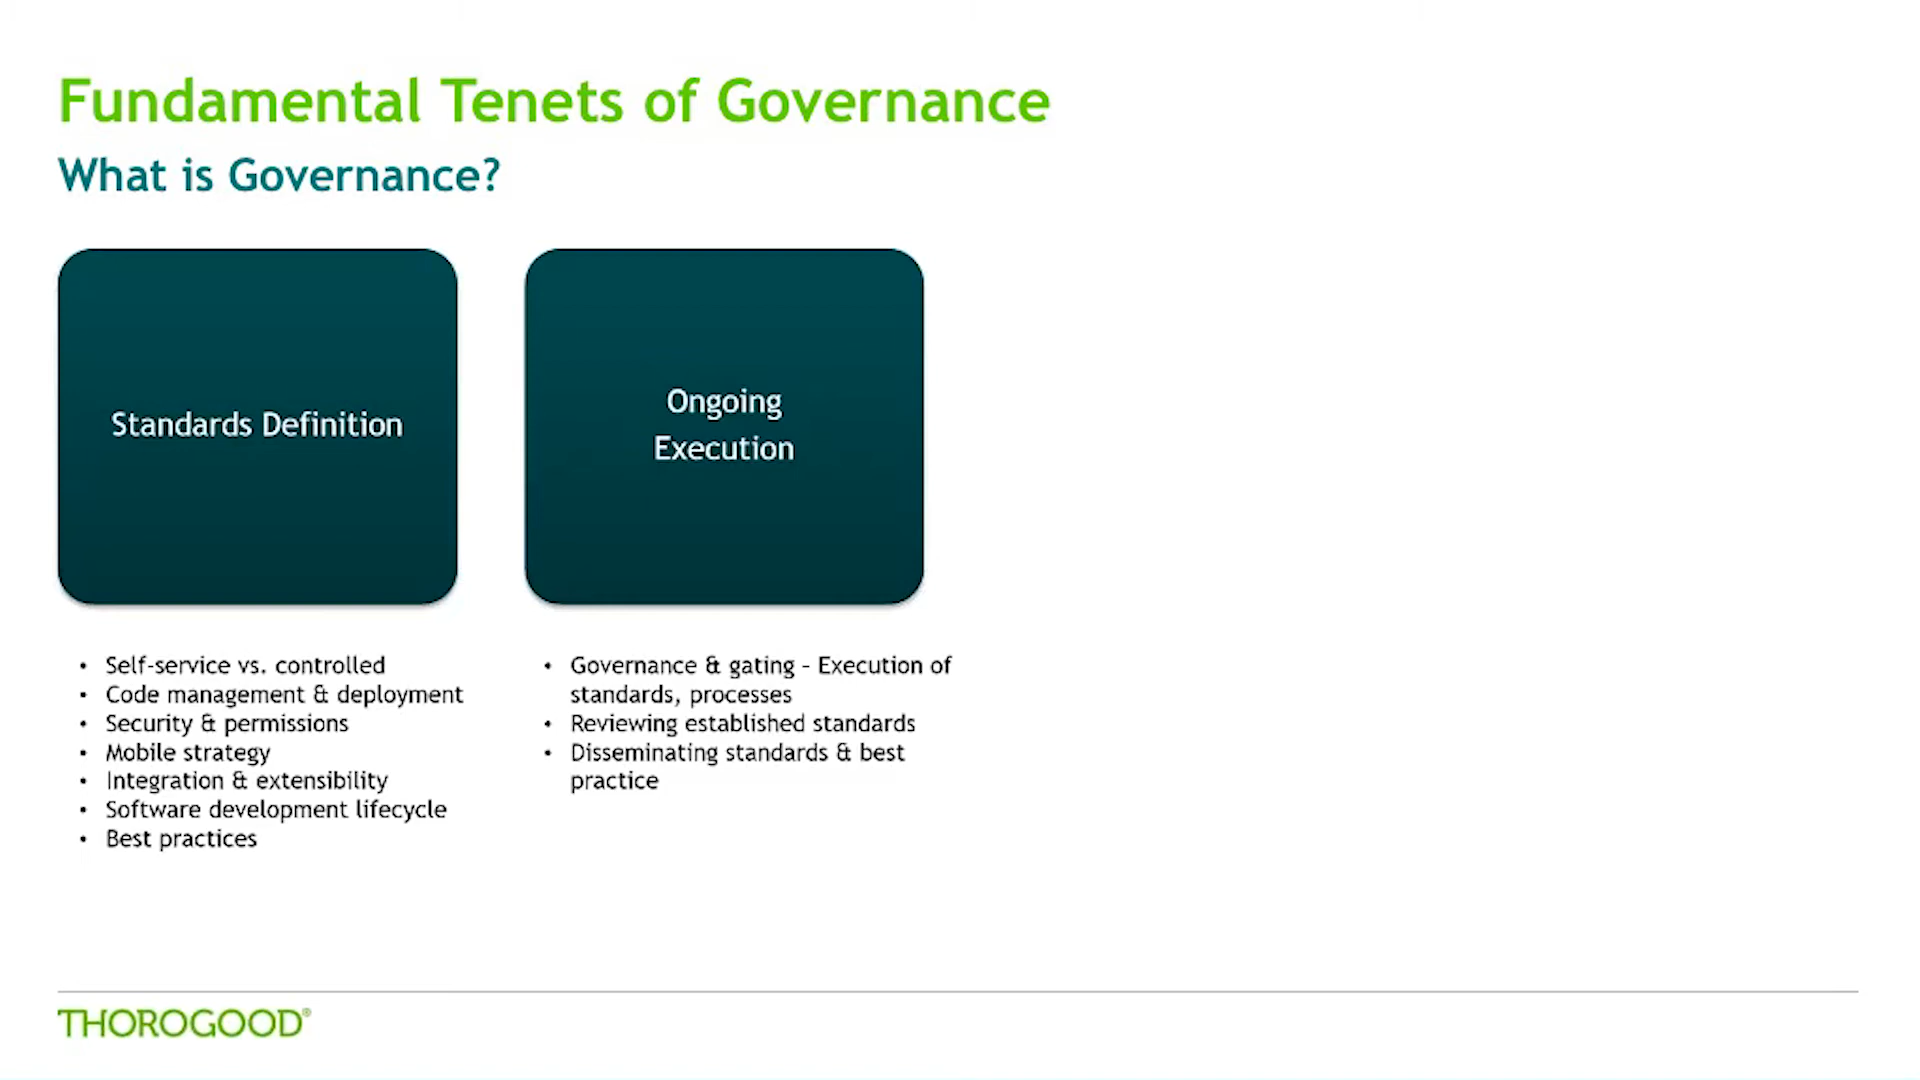 Fundamental Tenets of Governance
What is Governance?
Standards Definition
Ongoing
Execution
• Self-service vs. controlled
• Code management & deployment
• Security & permissions
• Mobile strategy
• Integration & extensibility
• Software development lifecycle
• Best practices
• Governance & gating – Execution of
standards, processes
• Reviewing established standards
• Disseminating standards & best
practice
THOROGOOD®